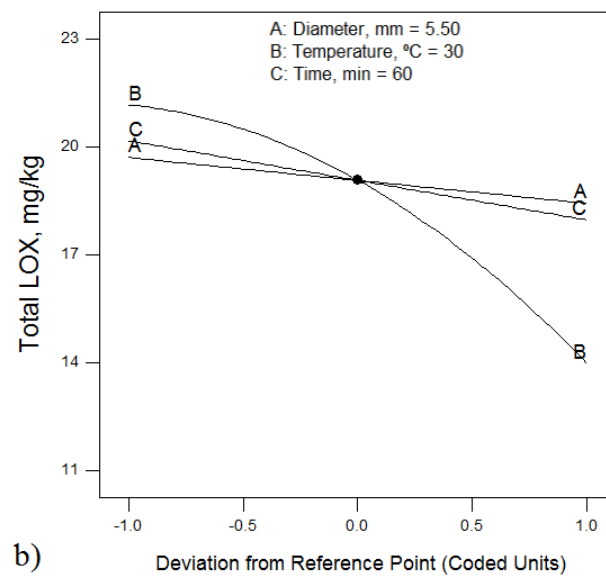 A: Diameter, mm = 5.50
B: Temperature, ºC = 30
C: Time, min = 60
Total LOX, mg/kg
23
20
17
14
11
B
C
A
A
C
B
-1.0
-0.5
0.0
0.5
1.0
b)
Deviation from Reference Point (Coded Units)